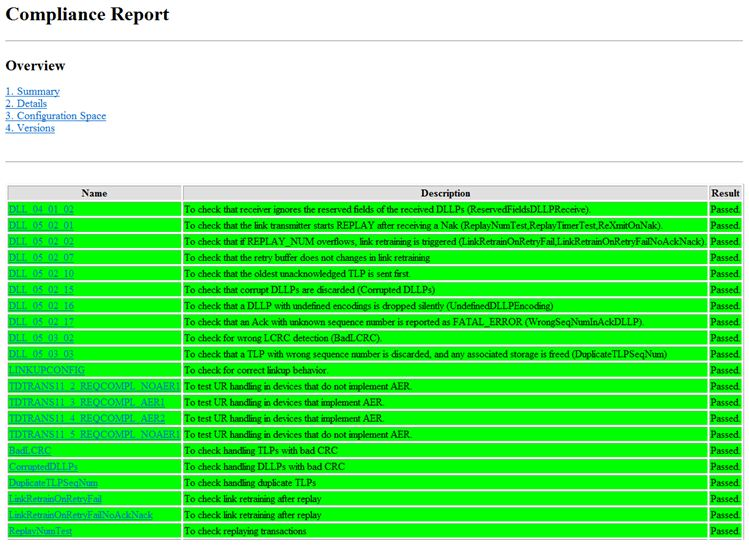 Compliance Report
Overview
1. Summary
2. Details
3. Configuration Space
4. Versions
Name Description Result
DLL_04_01_02 To check that receiver ignores the reserved fields of the received DLLPs (ReservedFieldsDLLPReceive). Passed.
DLL_05_02_01 To check that the link transmitter starts REPLAY after receiving a Nak (ReplayNumTest,ReplayTimerTest,ReXmitOnNak). Passed.
DLL_05_02_02 To check that if REPLAY_NUM overflows, link retraining is triggered (LinkRetrainOnRetryFail,LinkRetrainOnRetryFailNoAckNack). Passed.
DLL_05_02_07 To check that the retry buffer does not changes in link retraining Passed.
DLL_05_02_10 To check that the oldest unacknowledged TLP is sent first. Passed.
DLL_05_02_15 To check that corrupt DLLPs are discarded (Corrupted DLLPs) Passed.
DLL_05_02_16 To check that a DLLP with undefined encodings is dropped silently (UndefinedDLLPEncoding) Passed.
DLL_05_02_17 To check that an Ack with unknown sequence number is reported as FATAL_ERROR (WrongSeqNumInAckDLLP). Passed.
DLL_05_03_02 To check for wrong LCRC detection (BadLCRC). Passed.
DLL_05_03_03 To check that a TLP with wrong sequence number is discarded, and any associated storage is freed (DuplicateTLPSeqNum) Passed.
LINKUPCONFIG To check for correct linkup behavior. Passed.
TDTRANS11_2_REQCOMPL_NOAER1 To test UR handling in devices that do not implement AER. Passed.
TDTRANS11_3_REQCOMPL_AER1 To test UR handling in devices that implement AER. Passed.
TDTRANS11_4_REQCOMPL_AER2 To test UR handling in devices that implement AER. Passed.
TDTRANS11_5_REQCOMPL_NOAER1 To test UR handling in devices that do not implement AER. Passed.
BadLCRC To check handling TLPs with bad CRC Passed.
CorruptedDLLPs To check handling DLLPs with bad CRC Passed.
DuplicateTLPSeqNum To check handling duplicate TLPs Passed.
LinkRetrainOnRetryFail To check link retraining after replay Passed.
LinkRetrainOnRetryFailNoAckNack To check link retraining after replay Passed.
ReplayNumTest To check replaying transactions Passed.